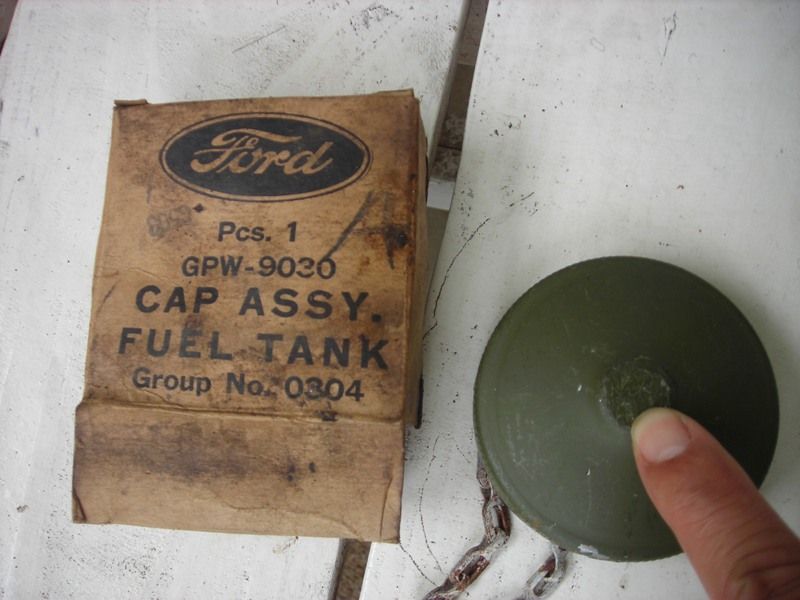 Ford
Pcs. 1
GPW-9030
CAP ASSY.
FUEL TANK
Group No. 0304